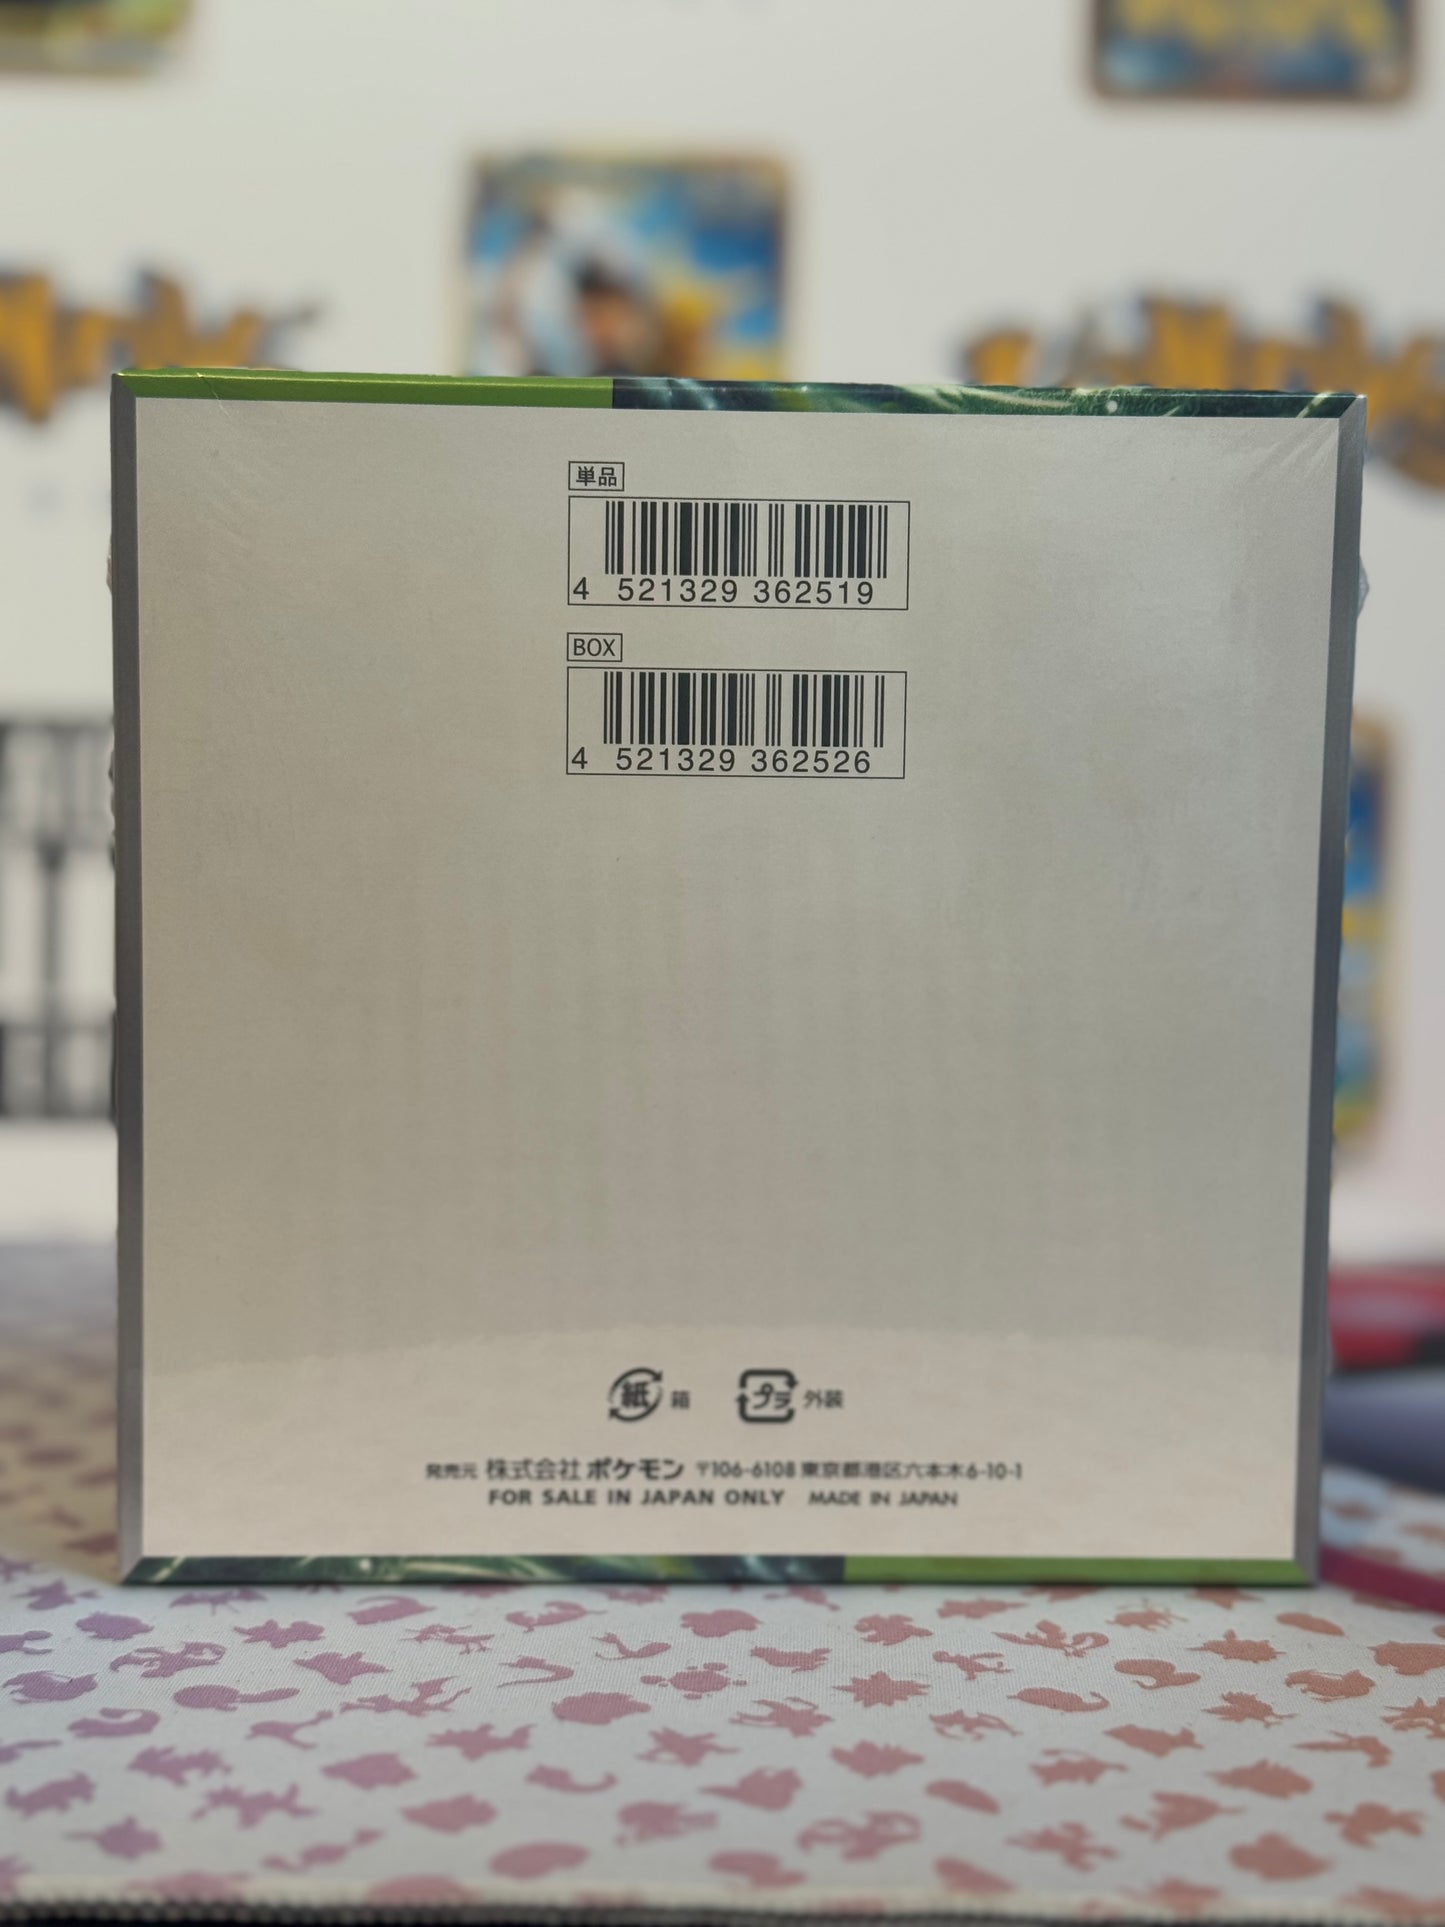 単品
4 521329 362519
BOX
4 521329 362526
紙 箱 プラ 外装
発売元 株式会社ポケモン 〒106-6108 東京都港区六本木6-10-1
FOR SALE IN JAPAN ONLY MADE IN JAPAN